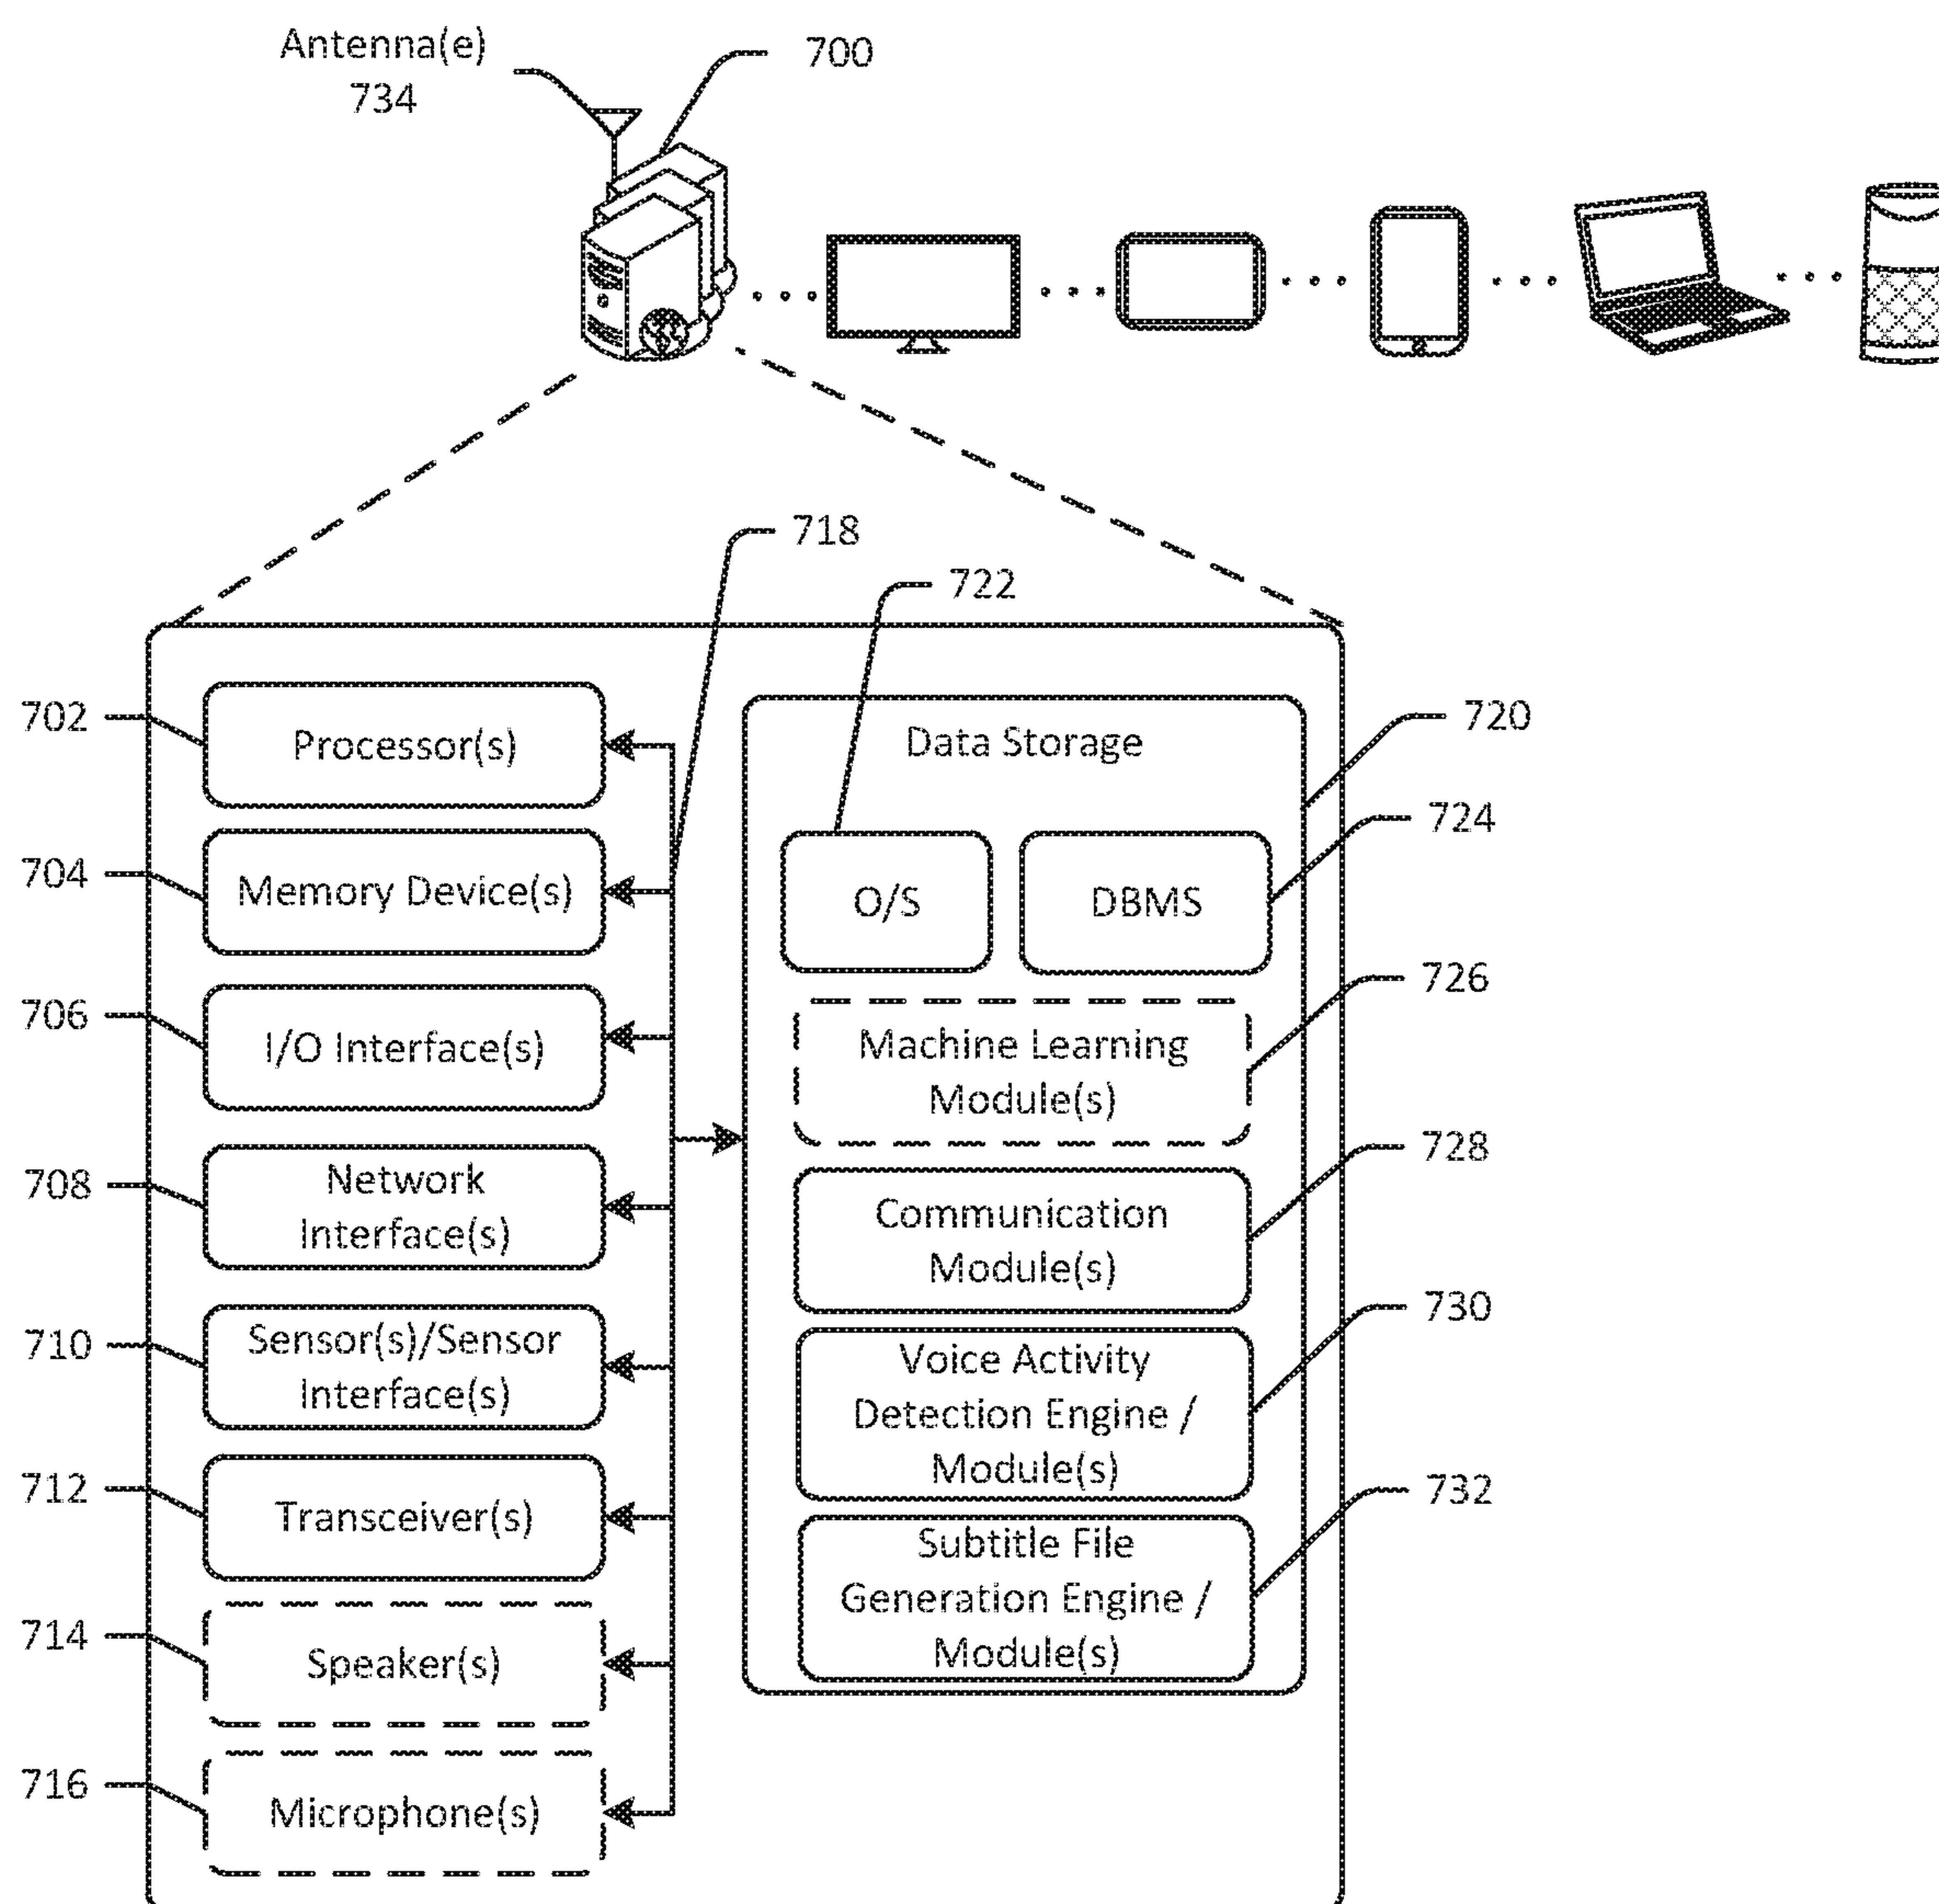 Antenna(e)
734
700
718
722
702
Processor(s)
Data Storage
720
704
Memory Device(s)
O/S
DBMS
724
706
I/O Interface(s)
Machine Learning
Module(s)
726
708
Network
Interface(s)
Communication
Module(s)
728
710
Sensor(s)/Sensor
Interface(s)
Voice Activity
Detection Engine /
Module(s)
730
712
Transceiver(s)
Subtitle File
Generation Engine /
Module(s)
732
714
Speaker(s)
716
Microphone(s)